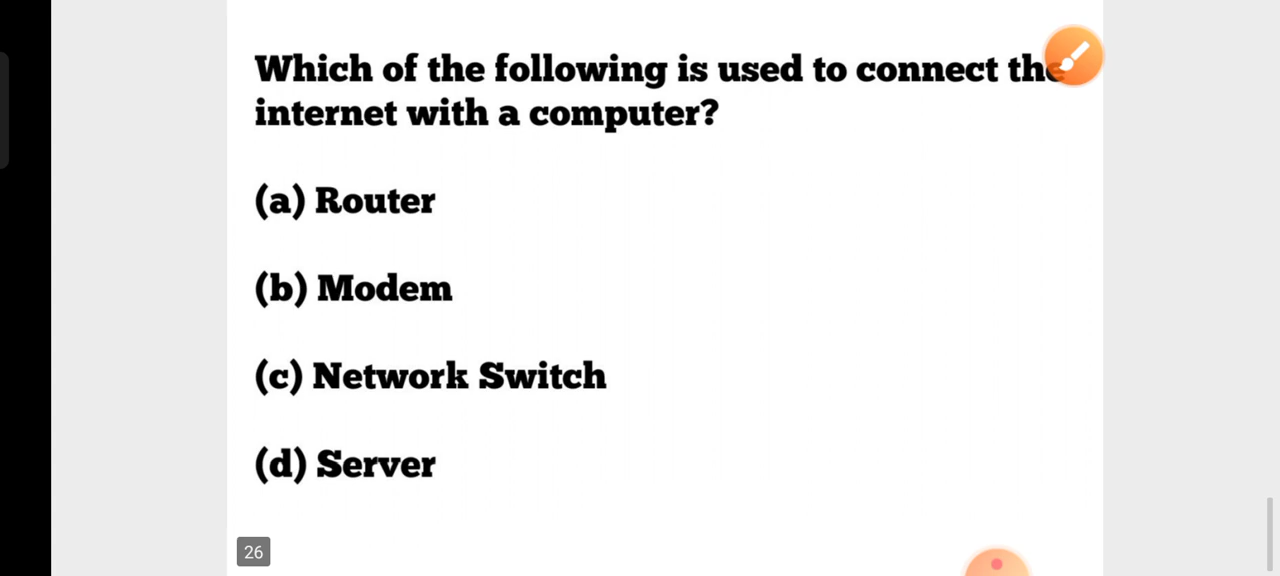 Which of the following is used to connect the
internet with a computer?
(a) Router
(b) Modem
(c) Network Switch
(d) Server
26